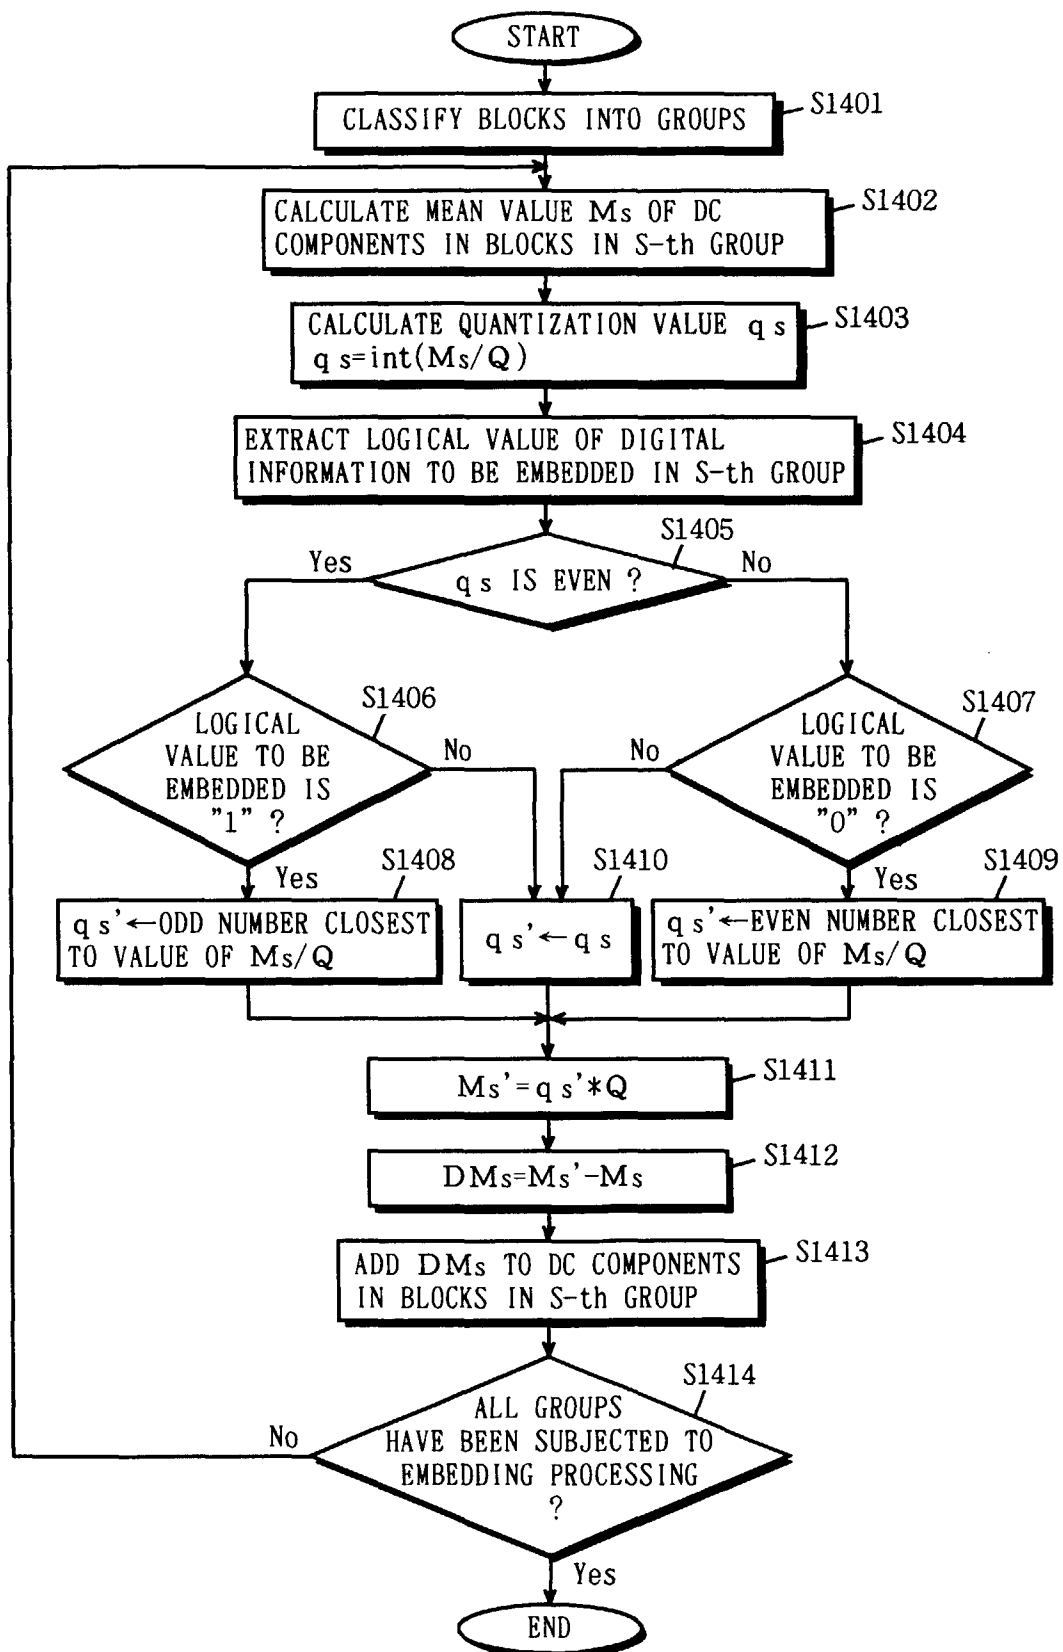 START
CLASSIFY BLOCKS INTO GROUPS
S1401
CALCULATE MEAN VALUE Ms OF DC
COMPONENTS IN BLOCKS IN S-th GROUP
S1402
CALCULATE QUANTIZATION VALUE qs
qs=int(Ms/Q)
S1403
EXTRACT LOGICAL VALUE OF DIGITAL
INFORMATION TO BE EMBEDDED IN S-th GROUP
S1404
S1405
Yes
qs IS EVEN ?
No
S1406
LOGICAL
VALUE TO BE
EMBEDDED IS
"1" ?
No
Yes
S1407
LOGICAL
VALUE TO BE
EMBEDDED IS
"0" ?
No
Yes
S1408
qs'←ODD NUMBER CLOSEST
TO VALUE OF Ms/Q
S1410
qs'←qs
S1409
qs'←EVEN NUMBER CLOSEST
TO VALUE OF Ms/Q
Ms'=qs'*Q
S1411
DMs=Ms'-Ms
S1412
ADD DMs TO DC COMPONENTS
IN BLOCKS IN S-th GROUP
S1413
S1414
ALL GROUPS
HAVE BEEN SUBJECTED TO
EMBEDDING PROCESSING
?
No
Yes
END